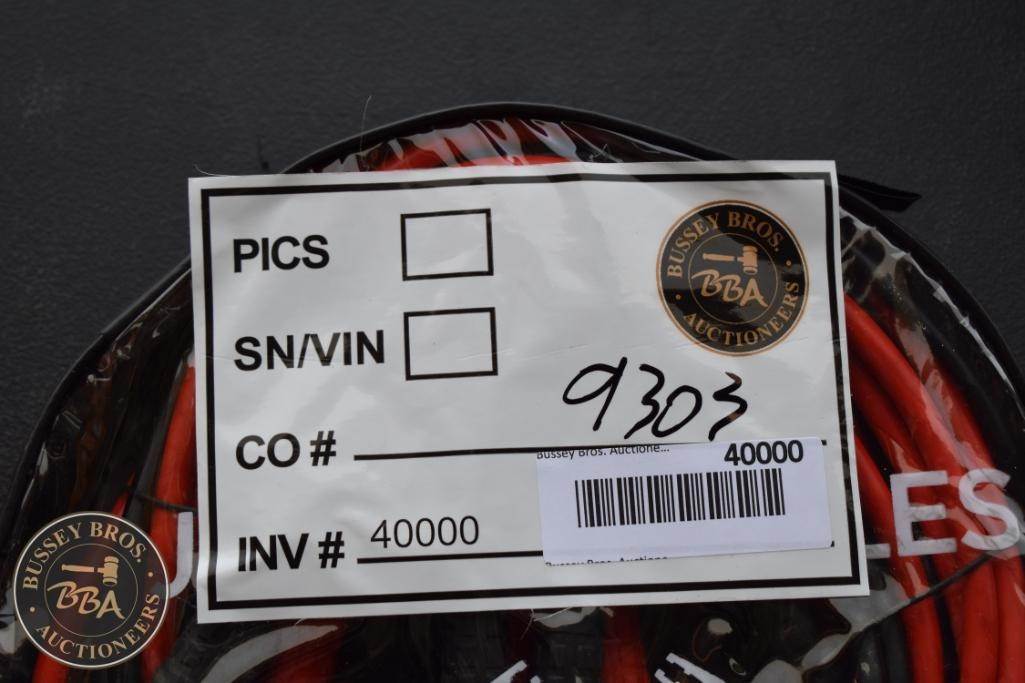 PICS
BUSSEY BROS.
BBA
AUCTIONEERS
SN/VIN
9303
CO #
Bussey Bros. Auctione...
40000
INV # 40000
LES
BUSSEY BROS.
BBA
AUCTIONEERS